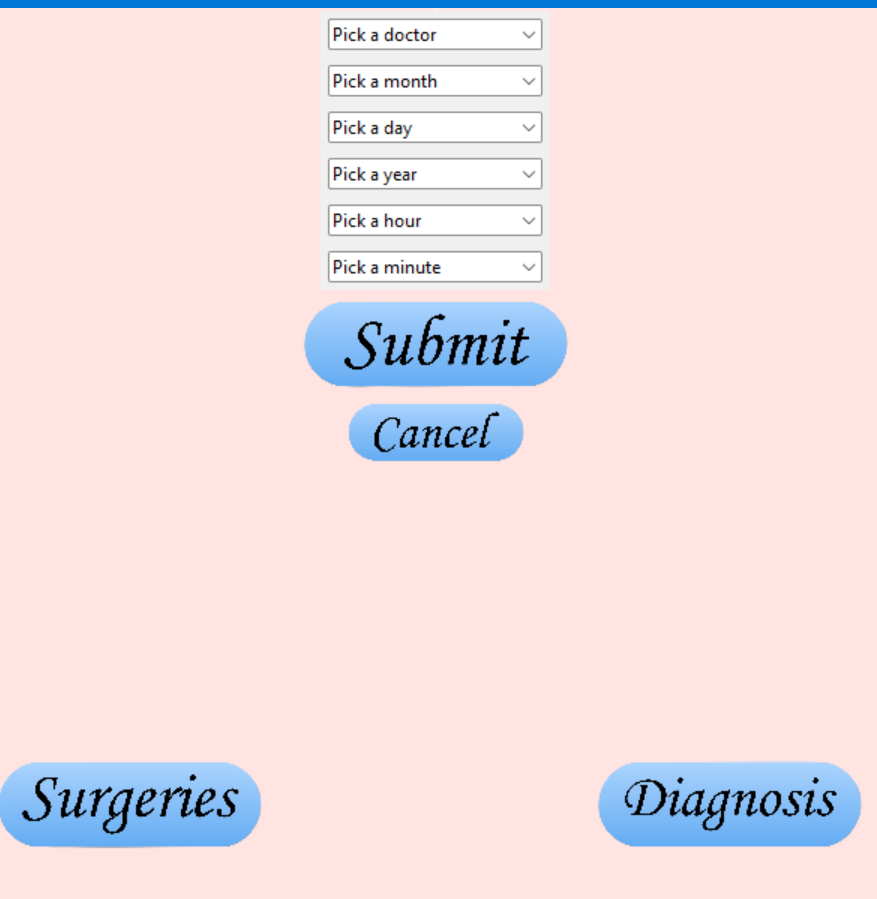 Pick a doctor
Pick a month
Pick a day
Pick a year
Pick a hour
Pick a minute
Submit
Cancel
Surgeries
Diagnosis